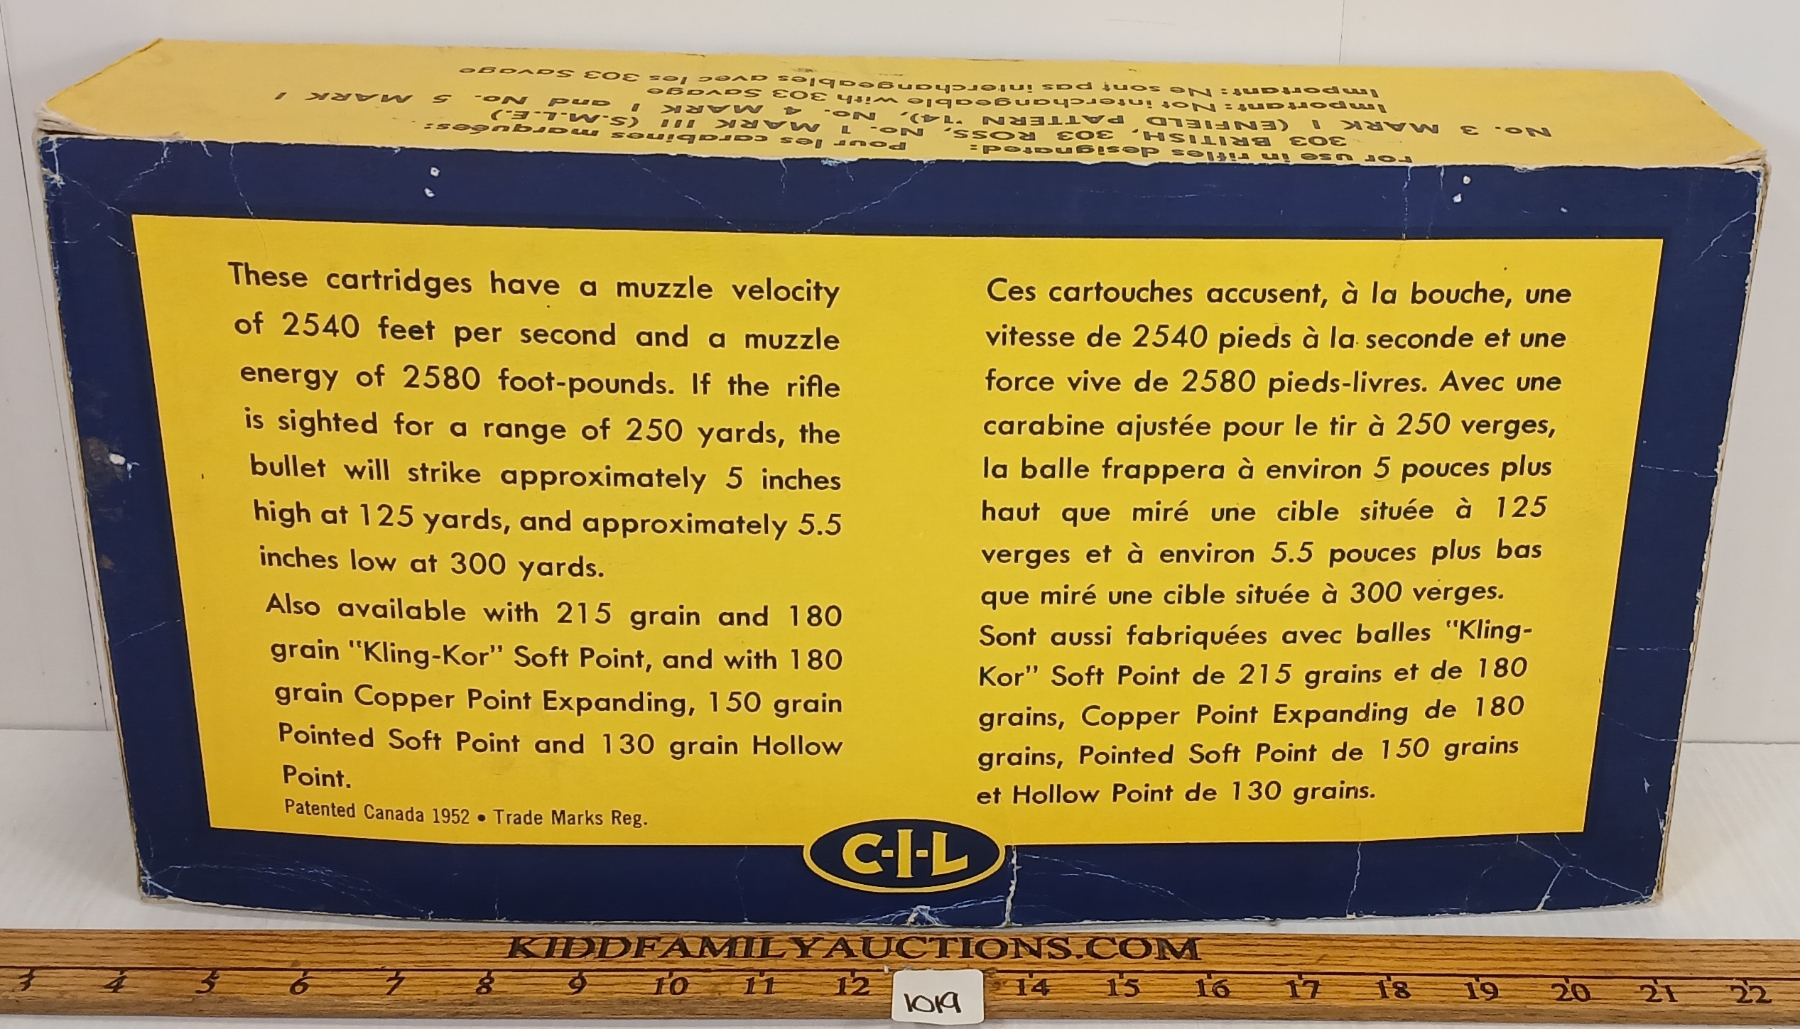 For use in rifles designated: Pour les carabines marquées:
303 BRITISH, 303 ROSS, No. 1 MARK III (S.M.L.E.)
No. 3 MARK I (ENFIELD PATTERN '14), No. 4 MARK I and No. 5 MARK I
Important: Not interchangeable with 303 Savage
Important: Ne sont pas interchangeables avec les 303 Savage
These cartridges have a muzzle velocity
of 2540 feet per second and a muzzle
energy of 2580 foot-pounds. If the rifle
is sighted for a range of 250 yards, the
bullet will strike approximately 5 inches
high at 125 yards, and approximately 5.5
inches low at 300 yards.
Also available with 215 grain and 180
grain "Kling-Kor" Soft Point, and with 180
grain Copper Point Expanding, 150 grain
Pointed Soft Point and 130 grain Hollow
Point.
Patented Canada 1952 • Trade Marks Reg.
Ces cartouches accusent, à la bouche, une
vitesse de 2540 pieds à la seconde et une
force vive de 2580 pieds-livres. Avec une
carabine ajustée pour le tir à 250 verges,
la balle frappera à environ 5 pouces plus
haut que miré une cible située à 125
verges et à environ 5.5 pouces plus bas
que miré une cible située à 300 verges.
Sont aussi fabriquées avec balles "Kling-
Kor" Soft Point de 215 grains et de 180
grains, Copper Point Expanding de 180
grains, Pointed Soft Point de 150 grains
et Hollow Point de 130 grains.
C-I-L
KIDDFAMILYAUCTIONS.COM
3 4 5 6 7 8 9 10 11 12 14 15 16 17 18 19 20 21 22
1019